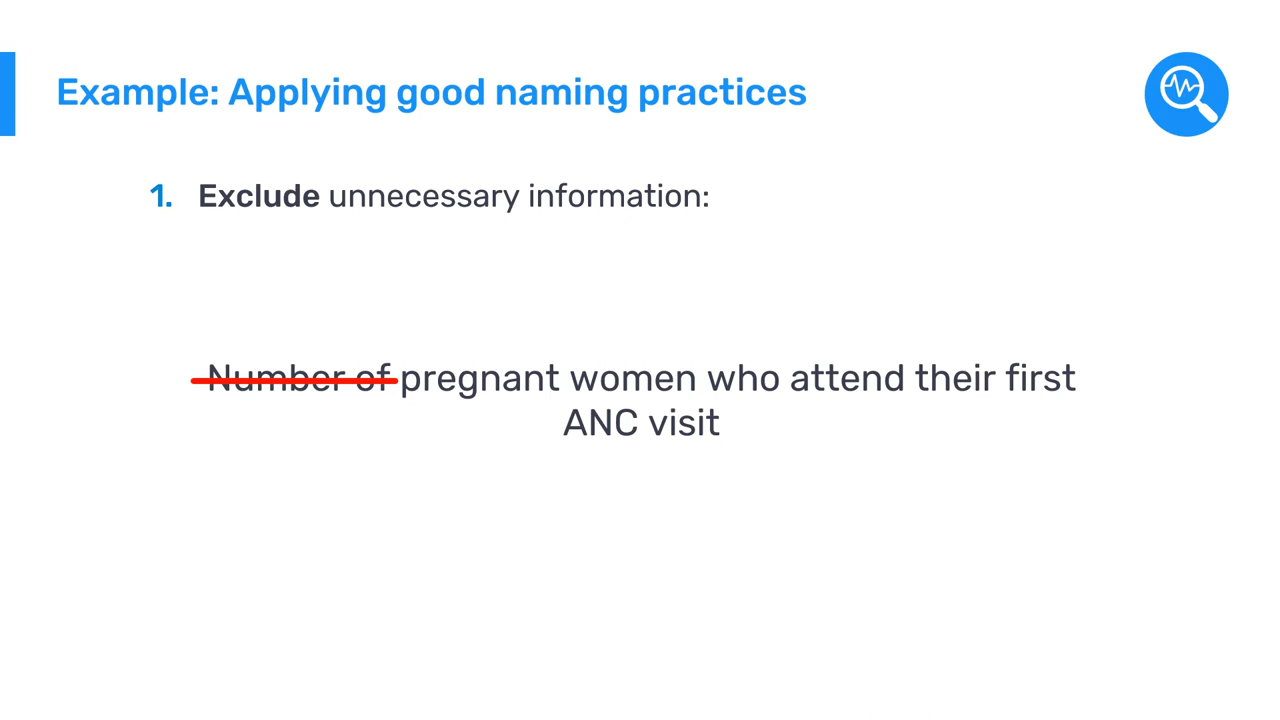 Example: Applying good naming practices
1. Exclude unnecessary information:
Number of pregnant women who attend their first
ANC visit